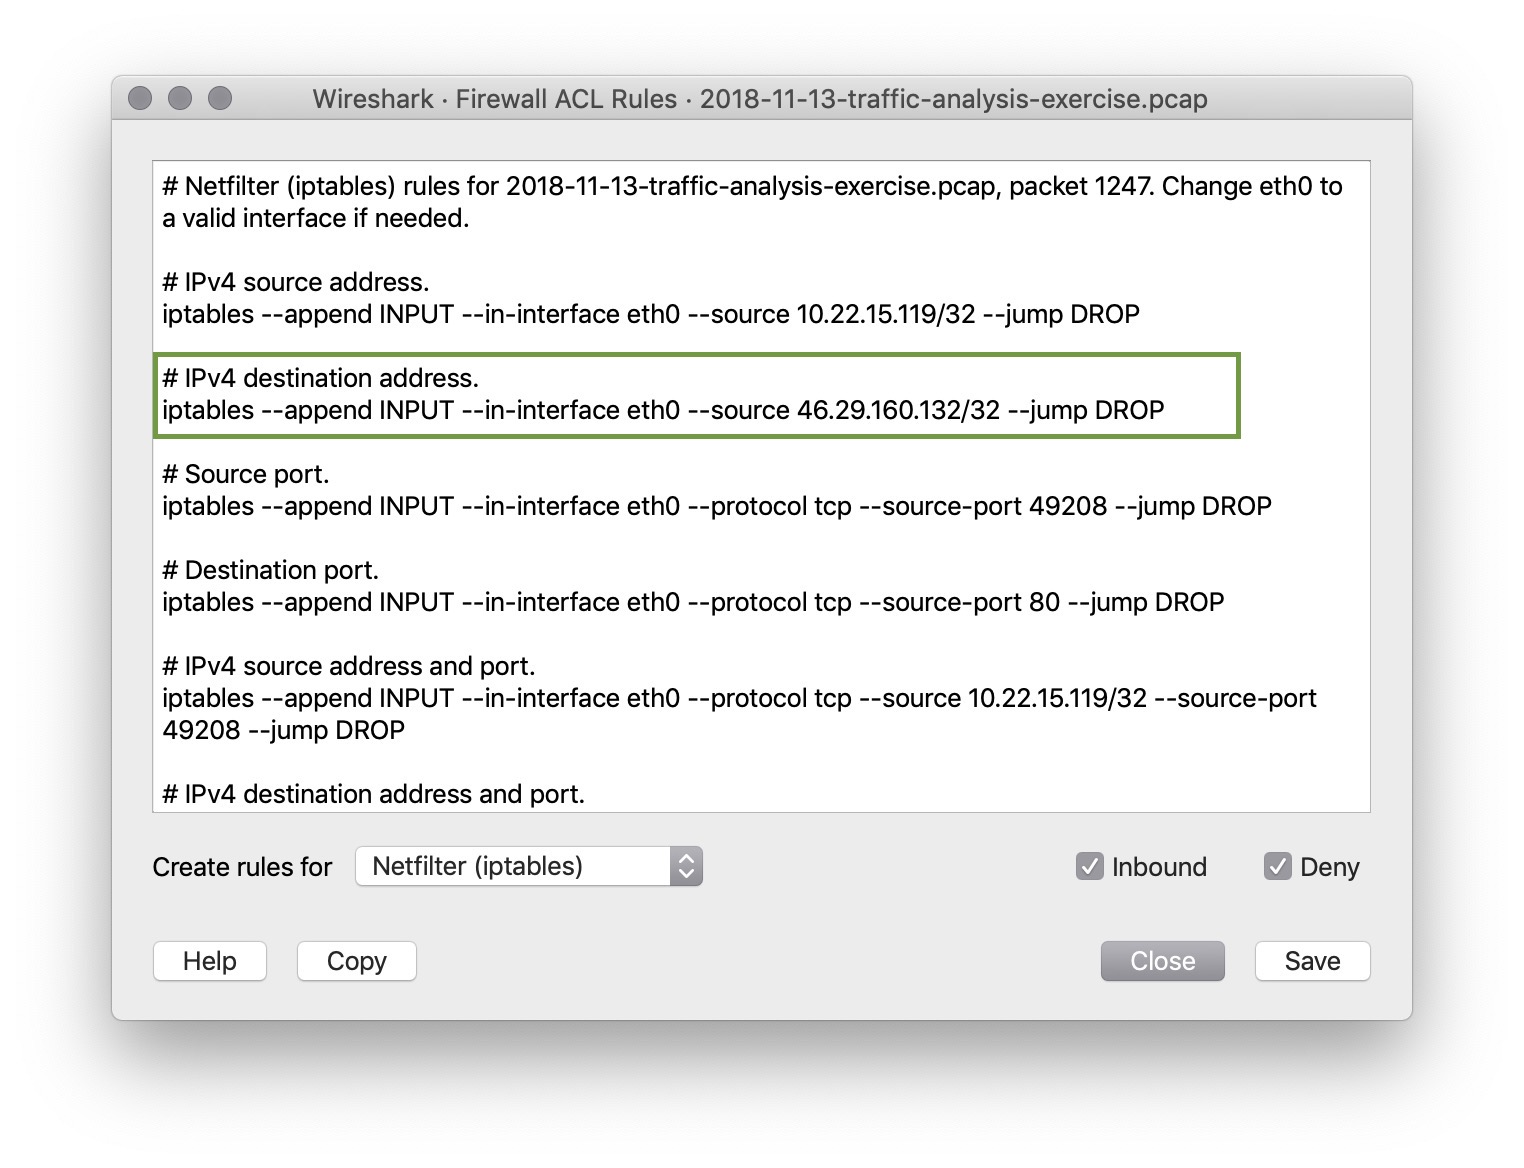 Wireshark · Firewall ACL Rules · 2018-11-13-traffic-analysis-exercise.pcap
# Netfilter (iptables) rules for 2018-11-13-traffic-analysis-exercise.pcap, packet 1247. Change eth0 to
a valid interface if needed.
# IPv4 source address.
iptables --append INPUT --in-interface eth0 --source 10.22.15.119/32 --jump DROP
# IPv4 destination address.
iptables --append INPUT --in-interface eth0 --source 46.29.160.132/32 --jump DROP
# Source port.
iptables --append INPUT --in-interface eth0 --protocol tcp --source-port 49208 --jump DROP
# Destination port.
iptables --append INPUT --in-interface eth0 --protocol tcp --source-port 80 --jump DROP
# IPv4 source address and port.
iptables --append INPUT --in-interface eth0 --protocol tcp --source 10.22.15.119/32 --source-port
49208 --jump DROP
# IPv4 destination address and port.
Create rules for Netfilter (iptables) Inbound Deny
Help Copy Close Save